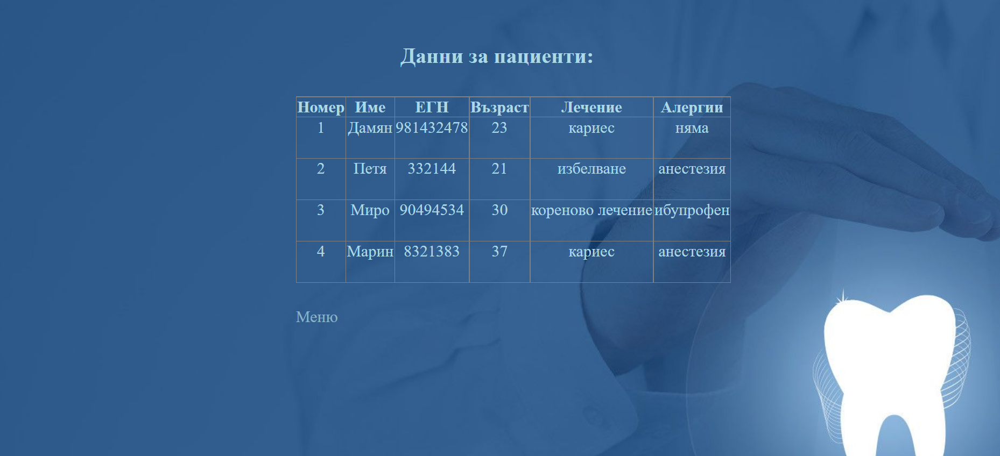 Данни за пациенти:
Номер Име ЕГН Възраст Лечение Алергии
1 Дамян 981432478 23 кариес няма
2 Петя 332144 21 избелване анестезия
3 Миро 90494534 30 кореново лечение ибупрофен
4 Марин 8321383 37 кариес анестезия
Меню